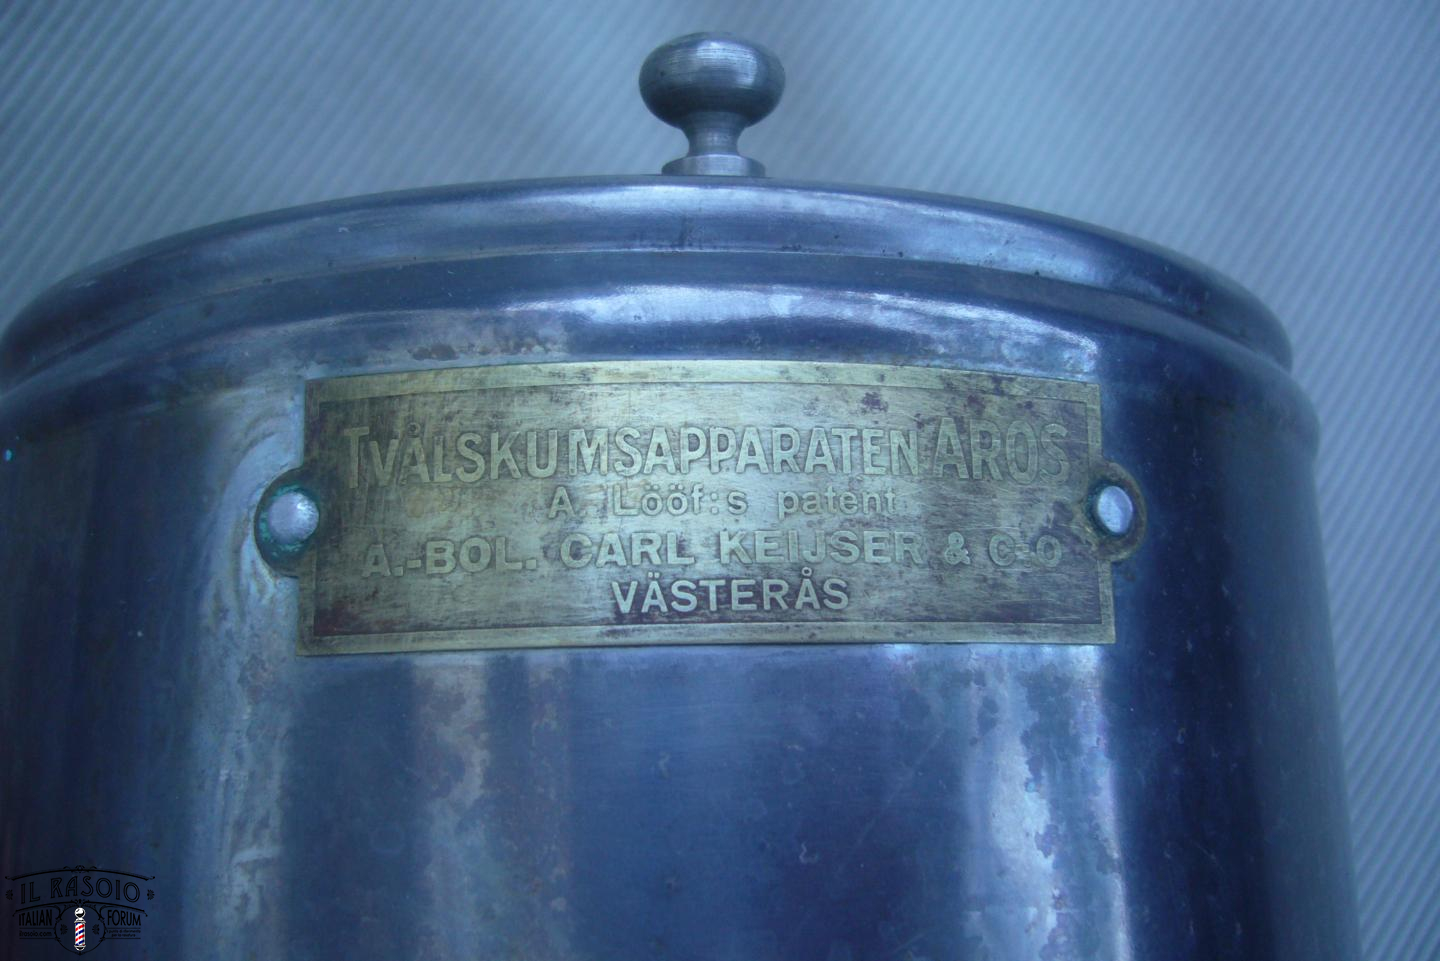 TVÅLSKUMSAPPARATEN AROS
A. Lööf:s patent
A.-BOL. CARL KEIJSER & C:O
VÄSTERÅS
IL RASOIO
ITALIAN FORUM